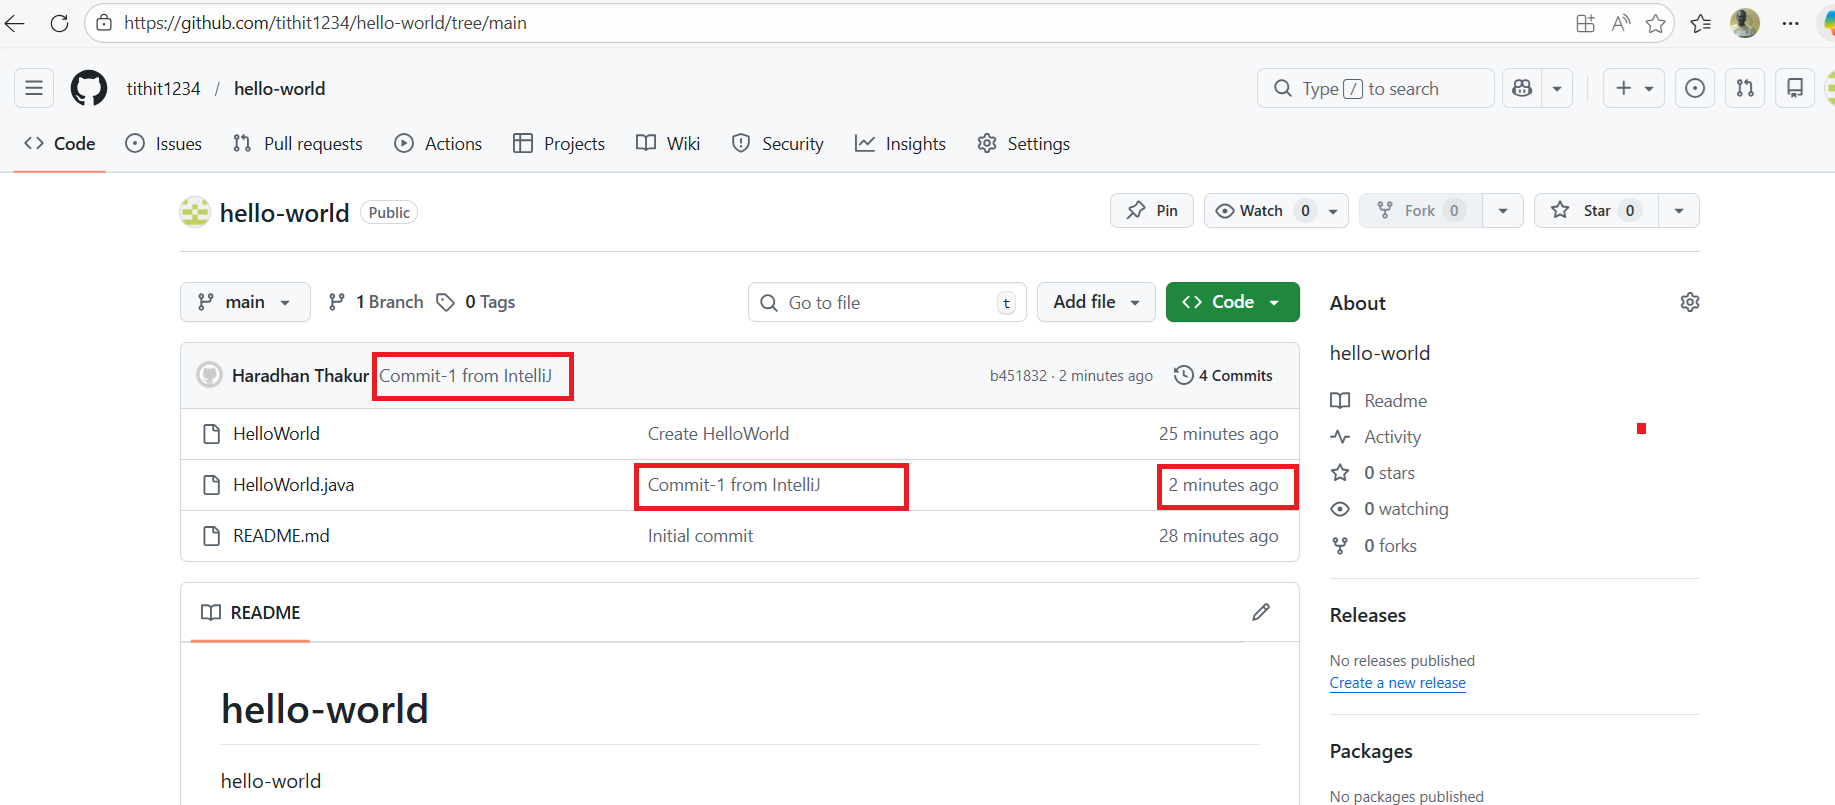 https://github.com/tithit1234/hello-world/tree/main
tithit1234 / hello-world
Type / to search
Code Issues Pull requests Actions Projects Wiki Security Insights Settings
hello-world Public
Pin Watch 0 Fork 0 Star 0
main 1 Branch 0 Tags Go to file t Add file Code
Haradhan Thakur Commit-1 from IntelliJ b451832 · 2 minutes ago 4 Commits
HelloWorld Create HelloWorld 25 minutes ago
HelloWorld.java Commit-1 from IntelliJ 2 minutes ago
README.md Initial commit 28 minutes ago
README
hello-world
hello-world
About
hello-world
Readme
Activity
0 stars
0 watching
0 forks
Releases
No releases published
Create a new release
Packages
No packages published